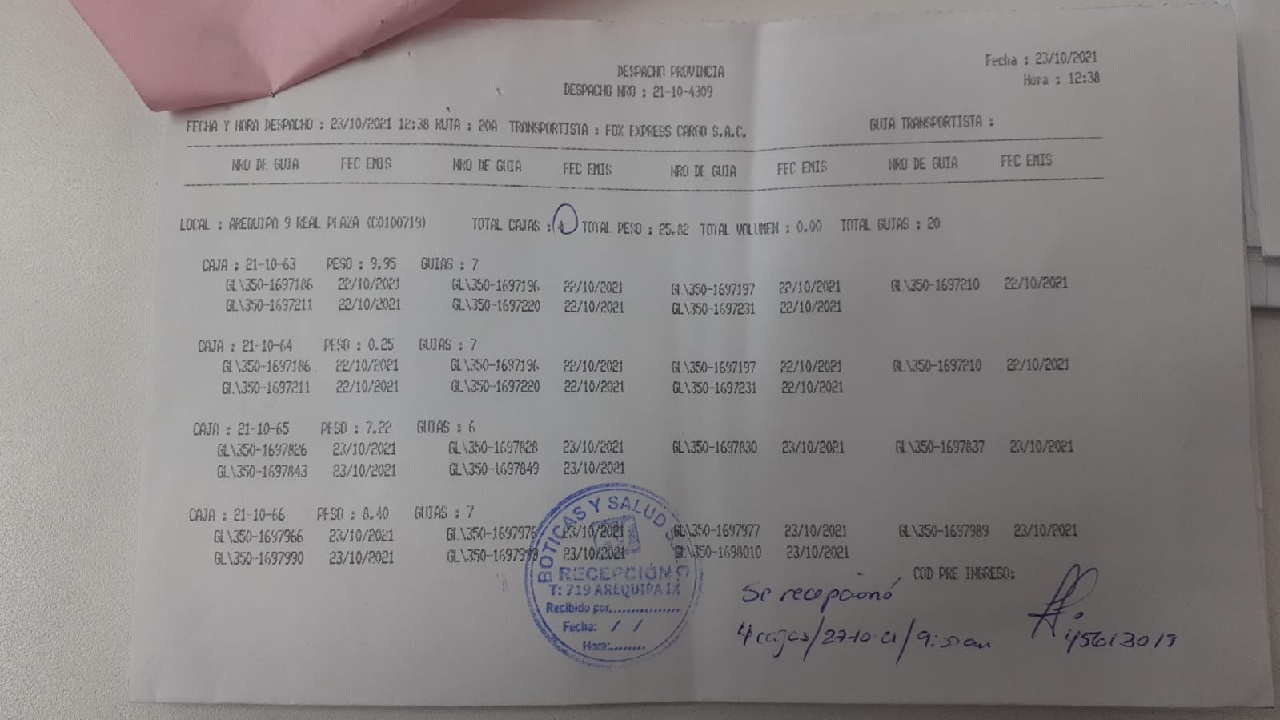 Fecha : 23/10/2021
Hora : 12:38
DESPACHO PROVINCIA
DESPACHO NRO : 21-10-4309
FECHA Y HORA DESPACHO : 23/10/2021 12:38 RUTA : 20A TRANSPORTISTA : FDX EXPRESS CARGO S.A.C. GUIA TRANSPORTISTA :
NRO DE GUIA FEC EMIS NRO DE GUIA FEC EMIS NRO DE GUIA FEC EMIS NRO DE GUIA FEC EMIS
LOCAL : AREQUIPA 9 REAL PLAZA (C0100719) TOTAL CAJAS : 4 TOTAL PESO : 25.82 TOTAL VOLUMEN : 0.00 TOTAL GUIAS : 20
CAJA : 21-10-63 PESO : 9.95 GUIAS : 7
GL\350-1697186 22/10/2021 GL\350-1697196 22/10/2021 GL\350-1697197 22/10/2021 GL\350-1697210 22/10/2021
GL\350-1697211 22/10/2021 GL\350-1697220 22/10/2021 GL\350-1697231 22/10/2021
CAJA : 21-10-64 PESO : 0.25 GUIAS : 7
GL\350-1697186 22/10/2021 GL\350-1697196 22/10/2021 GL\350-1697197 22/10/2021 GL\350-1697210 22/10/2021
GL\350-1697211 22/10/2021 GL\350-1697220 22/10/2021 GL\350-1697231 22/10/2021
CAJA : 21-10-65 PESO : 7.22 GUIAS : 6
GL\350-1697826 23/10/2021 GL\350-1697828 23/10/2021 GL\350-1697830 23/10/2021 GL\350-1697837 23/10/2021
GL\350-1697843 23/10/2021 GL\350-1697849 23/10/2021
CAJA : 21-10-66 PESO : 8.40 GUIAS : 7
GL\350-1697966 23/10/2021 GL\350-1697976 23/10/2021 GL\350-1697977 23/10/2021 GL\350-1697989 23/10/2021
GL\350-1697990 23/10/2021 23/10/2021 GL\350-1698010 23/10/2021
COD PRE INGRESO:
BOTICAS Y SALUD
RECEPCIÓN
T: 719 AREQUIPA IX
Recibido por..................
Fecha: / /
Hora:........
Se recepcionó
4 cajas/27-10-21/9:50am
45613019